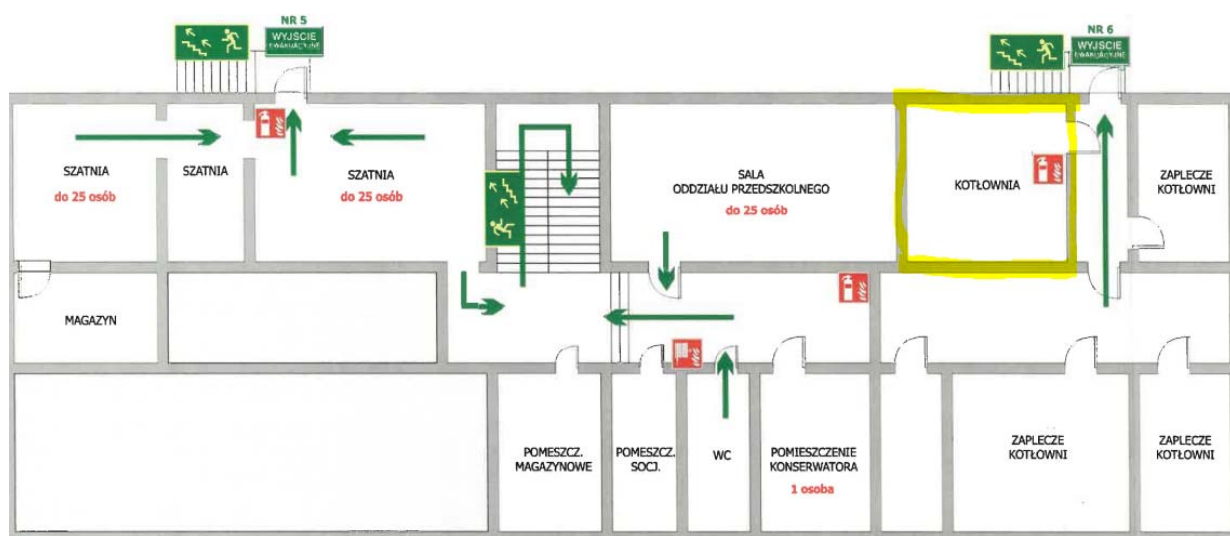 NR 5
WYJŚCIE
EWAKUACYJNE
NR 6
WYJŚCIE
EWAKUACYJNE
SZATNIA
do 25 osób
SZATNIA
SZATNIA
do 25 osób
SALA
ODDZIAŁU PRZEDSZKOLNEGO
do 25 osób
KOTŁOWNIA
ZAPLECZE
KOTŁOWNI
MAGAZYN
POMESZCZ.
MAGAZYNOWE
POMESZCZ.
SOCJ.
WC
POMIESZCZENIE
KONSERWATORA
1 osoba
ZAPLECZE
KOTŁOWNI
ZAPLECZE
KOTŁOWNI